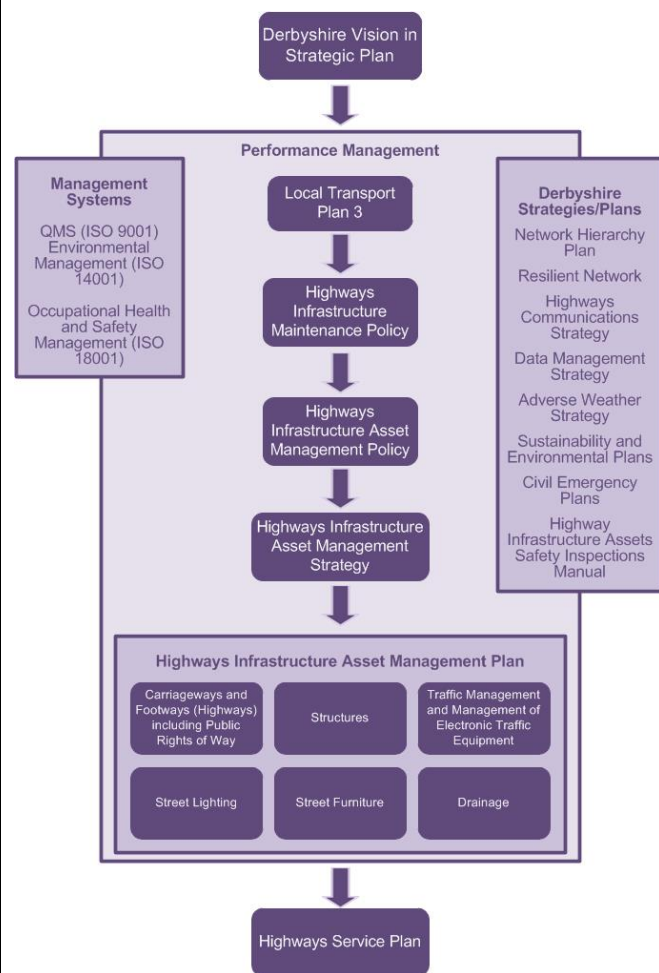 Derbyshire Vision in
Strategic Plan
Performance Management
Management
Systems
QMS (ISO 9001)
Environmental
Management (ISO
14001)
Occupational Health
and Safety
Management (ISO
18001)
Local Transport
Plan 3
Highways
Infrastructure
Maintenance Policy
Highways
Infrastructure Asset
Management Policy
Highways Infrastructure
Asset Management
Strategy
Derbyshire
Strategies/Plans
Network Hierarchy
Plan
Resilient Network
Highways
Communications
Strategy
Data Management
Strategy
Adverse Weather
Strategy
Sustainability and
Environmental Plans
Civil Emergency
Plans
Highway
Infrastructure Assets
Safety Inspections
Manual
Highways Infrastructure Asset Management Plan
Carriageways and
Footways (Highways)
including Public
Rights of Way
Structures
Traffic Management
and Management of
Electronic Traffic
Equipment
Street Lighting
Street Furniture
Drainage
Highways Service Plan